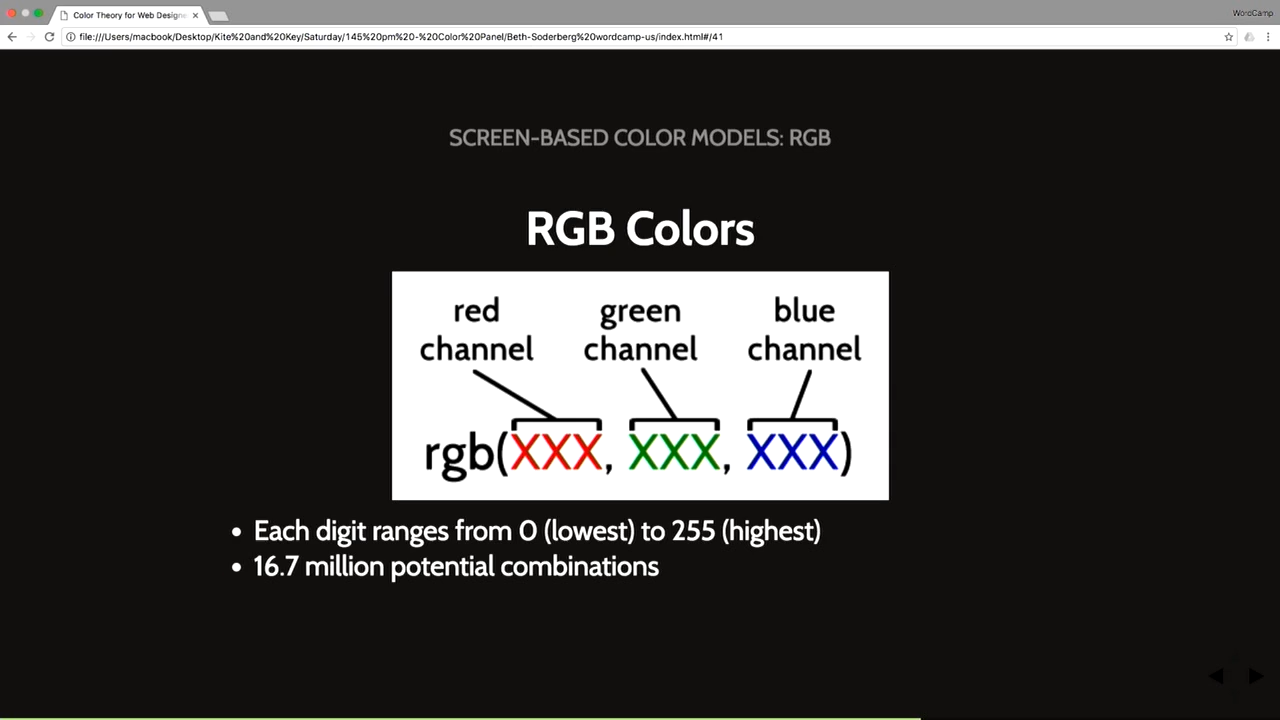 Color Theory for Web Designe
WordCamp
file:///Users/macbook/Desktop/Kite%20and%20Key/Saturday/145%20pm%20-%20Color%20Panel/Beth-Soderberg%20wordcamp-us/index.html#/41
SCREEN-BASED COLOR MODELS: RGB
RGB Colors
red channel
green channel
blue channel
rgb(XXX, XXX, XXX)
• Each digit ranges from 0 (lowest) to 255 (highest)
• 16.7 million potential combinations